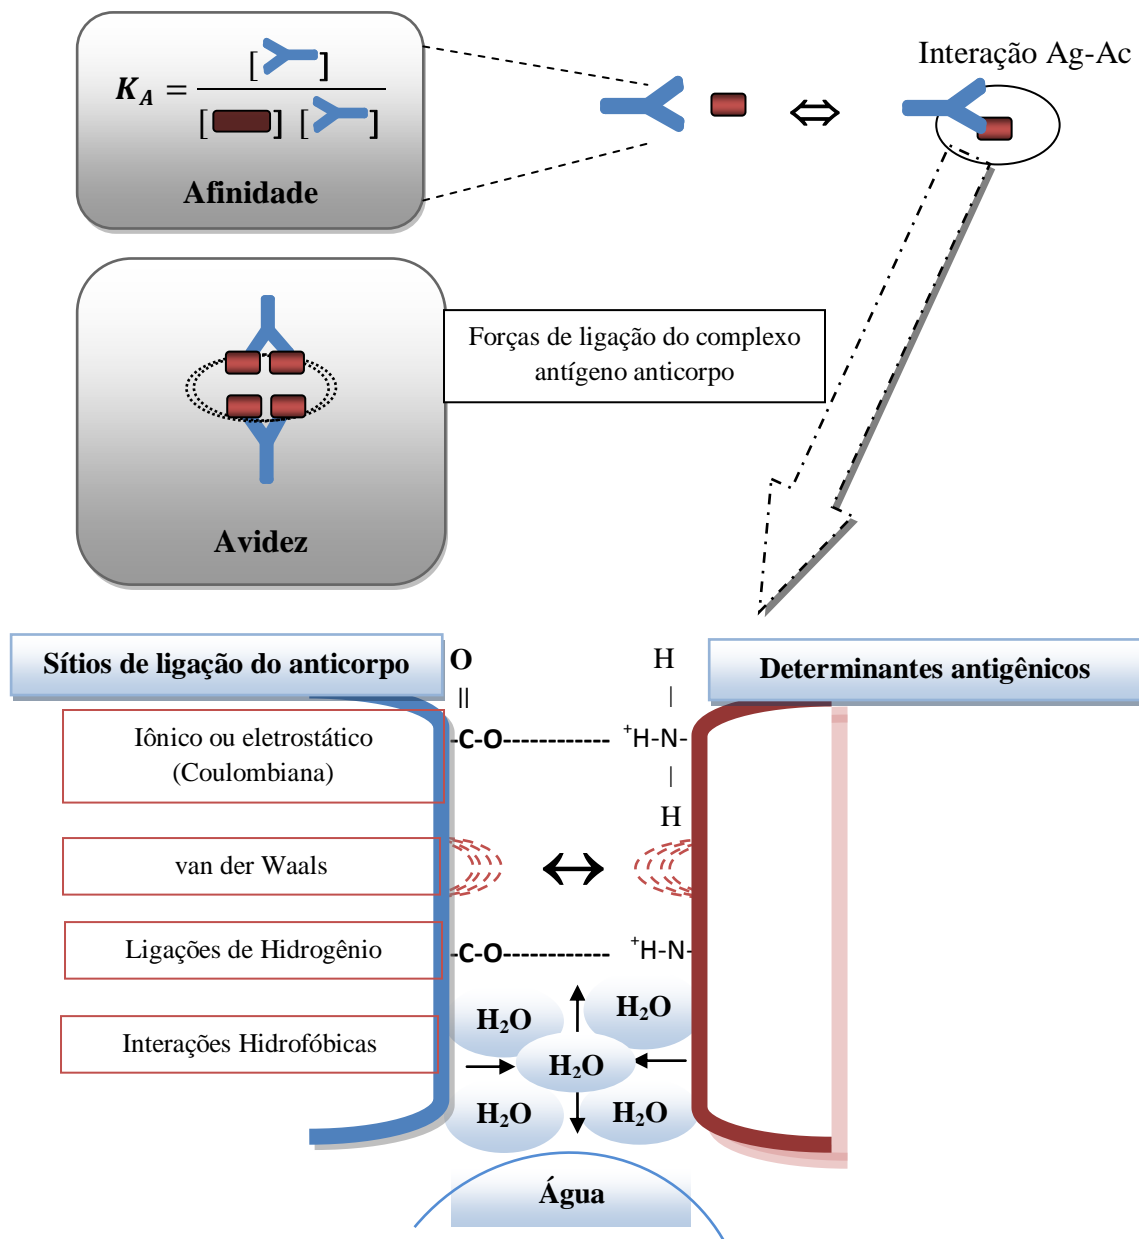 Interação Ag-Ac
K_A = [ ] / [ ] [ ]
Afinidade
Forças de ligação do complexo
antígeno anticorpo
Avidez
Sítios de ligação do anticorpo
O
H
Determinantes antigênicos
||
|
Iônico ou eletrostático
(Coulombiana)
-C-O----------- ⁺H-N-
|
H
van der Waals
Ligações de Hidrogênio
-C-O----------- ⁺H-N-
H₂O
H₂O
Interações Hidrofóbicas
H₂O
H₂O
H₂O
Água